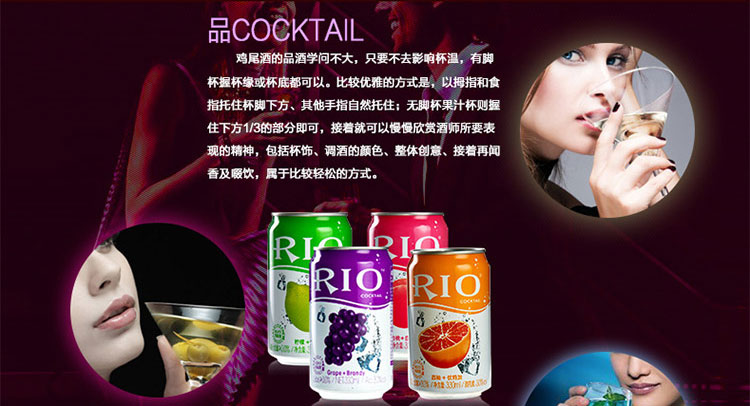 品COCKTAIL
鸡尾酒的品酒学问不大，只要不去影响杯温，有脚
杯握杯缘或杯底都可以。比较优雅的方式是，以拇指和食
指托住杯脚下方、其他手指自然托住；无脚杯果汁杯则握
住下方1/3的部分即可，接着就可以慢慢欣赏酒师所要表
现的精神，包括杯饰、调酒的颜色、整体创意、接着再闻
香及啜饮，属于比较轻松的方式。
RIO
RIO
RIO
COCKTAIL
RIO
COCKTAIL
Grape + Brandy